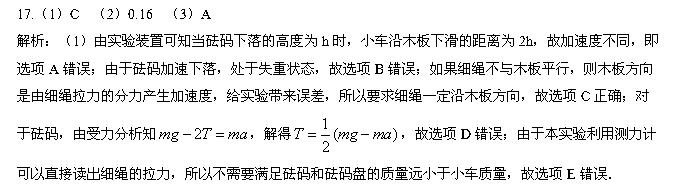 17.（1）C （2）0.16 （3）A
解析：（1）由实验装置可知当砝码下落的高度为 h 时，小车沿木板下滑的距离为 2h，故加速度不同，即
选项 A 错误；由于砝码加速下落，处于失重状态，故选项 B 错误；如果细绳不与木板平行，则木板方向
是由细绳拉力的分力产生加速度，给实验带来误差，所以要求细绳一定沿木板方向，故选项 C 正确；对
于砝码，由受力分析知 mg－2T＝ma，解得 T＝\frac{1}{2}(mg－ma)，故选项 D 错误；由于本实验利用测力计
可以直接读出细绳的拉力，所以不需要满足砝码和砝码盘的质量远小于小车质量，故选项 E 错误．